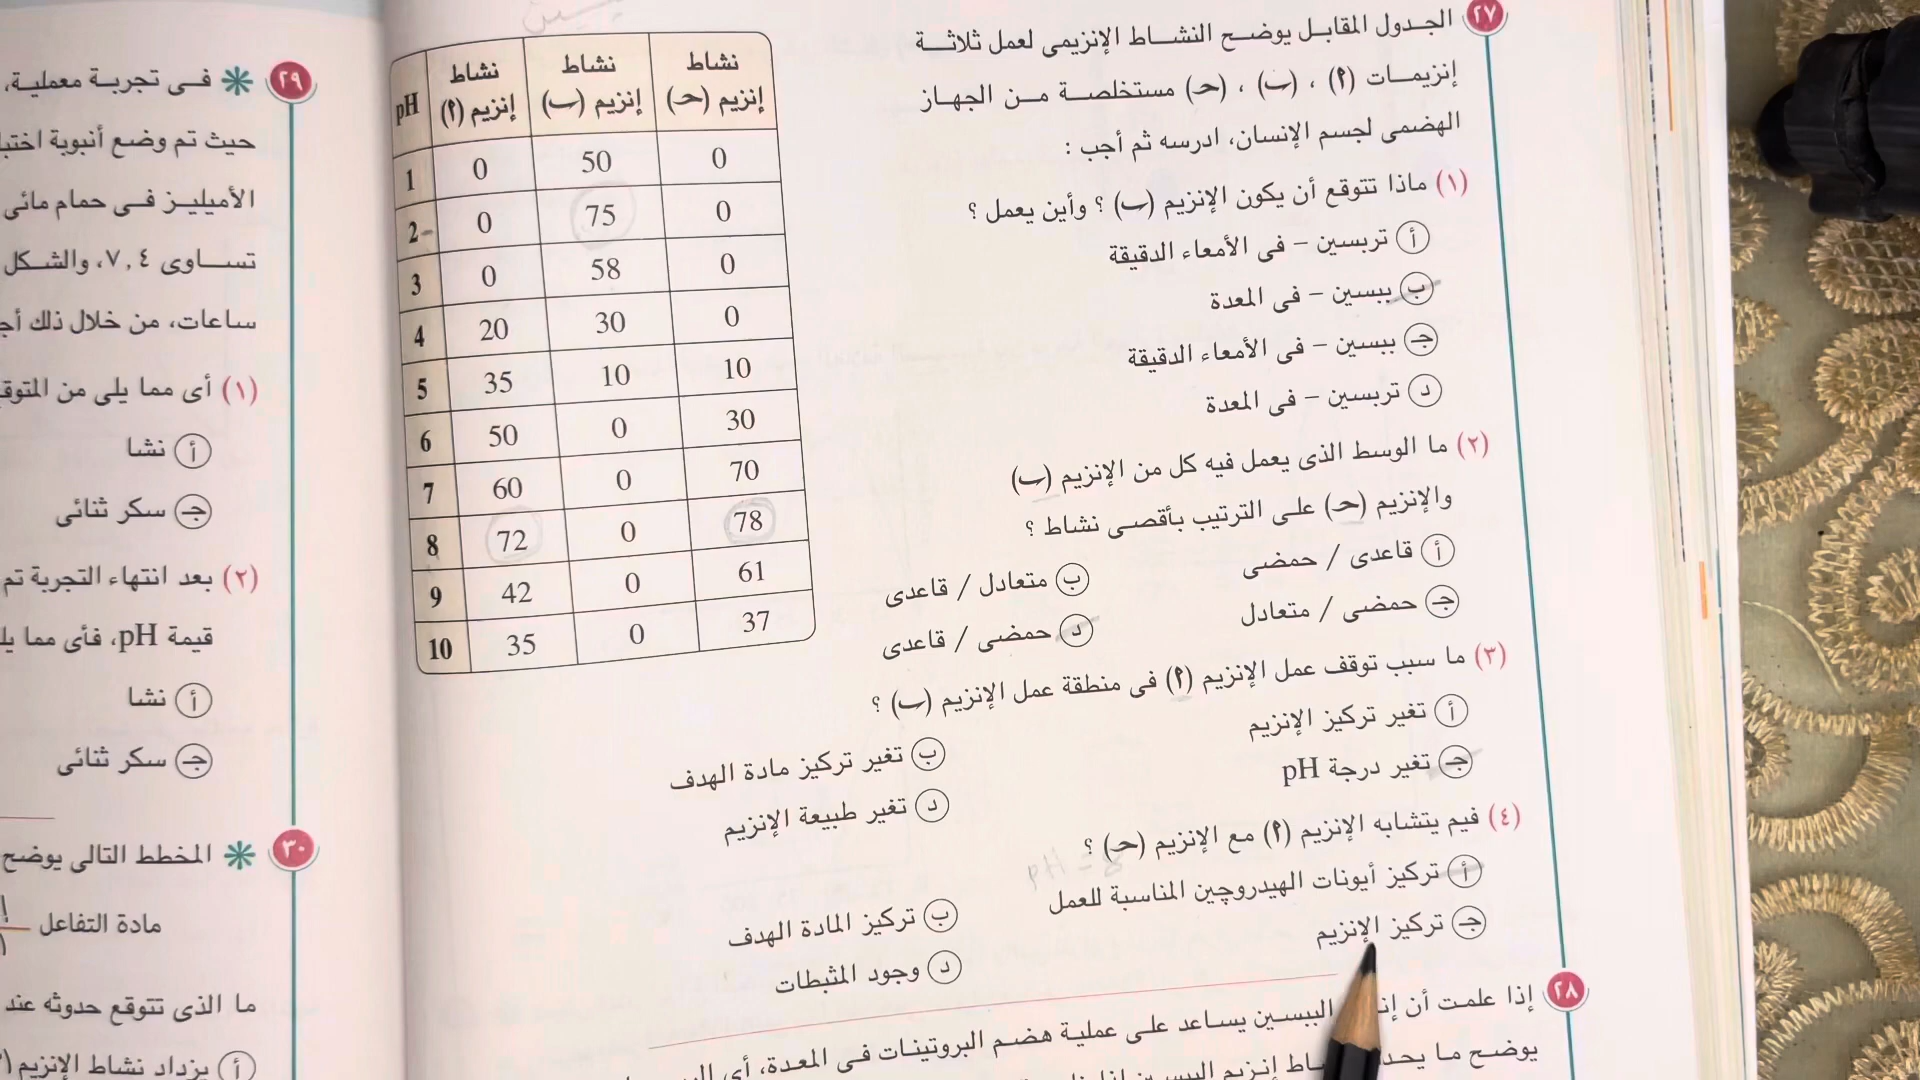 ٢٧ الجدول المقابل يوضح النشاط الإنزيمى لعمل ثلاثة
إنزيمات (أ) ، (ب) ، (حـ) مستخلصة من الجهاز
الهضمى لجسم الإنسان، ادرسه ثم أجب :
(١) ماذا تتوقع أن يكون الإنزيم (ب) ؟ وأين يعمل ؟
أ تربسين – فى الأمعاء الدقيقة
ب ببسين – فى المعدة
جـ ببسين – فى الأمعاء الدقيقة
د تربسين – فى المعدة
(٢) ما الوسط الذى يعمل فيه كل من الإنزيم (ب)
والإنزيم (حـ) على الترتيب بأقصى نشاط ؟
أ قاعدى / حمضى ب متعادل / قاعدى
جـ حمضى / متعادل د حمضى / قاعدى
(٣) ما سبب توقف عمل الإنزيم (أ) فى منطقة عمل الإنزيم (ب) ؟
أ تغير تركيز الإنزيم ب تغير تركيز مادة الهدف
جـ تغير درجة pH د تغير طبيعة الإنزيم
(٤) فيم يتشابه الإنزيم (أ) مع الإنزيم (حـ) ؟
pH = 8
أ تركيز أيونات الهيدروچين المناسبة للعمل ب تركيز المادة الهدف
جـ تركيز الإنزيم د وجود المثبطات
٢٨ إذا علمت أن الببسين يساعد على عملية هضم البروتينات فى المعدة، أى
يوضح ما
pH نشاط إنزيم (أ) نشاط إنزيم (ب) نشاط إنزيم (حـ)
1 0 50 0
2 0 75 0
3 0 58 0
4 20 30 0
5 35 10 10
6 50 0 30
7 60 0 70
8 72 0 78
9 42 0 61
10 35 0 37
٢٩ فى تجربة معملية،
حيث تم وضع أنبوبة
الأميليز فى حمام مائى
تساوى ٧,٤، والشكل
ساعات، من خلال ذلك
(١) أى مما يلى من
أ نشا
جـ سكر ثنائى
(٢) بعد انتهاء التجربة تم
قيمة pH، فأى مما
أ نشا
جـ سكر ثنائى
٣٠ المخطط التالى يوضح
مادة التفاعل
ما الذى تتوقع حدوثه عند
أ يزداد نشاط الإنزيم